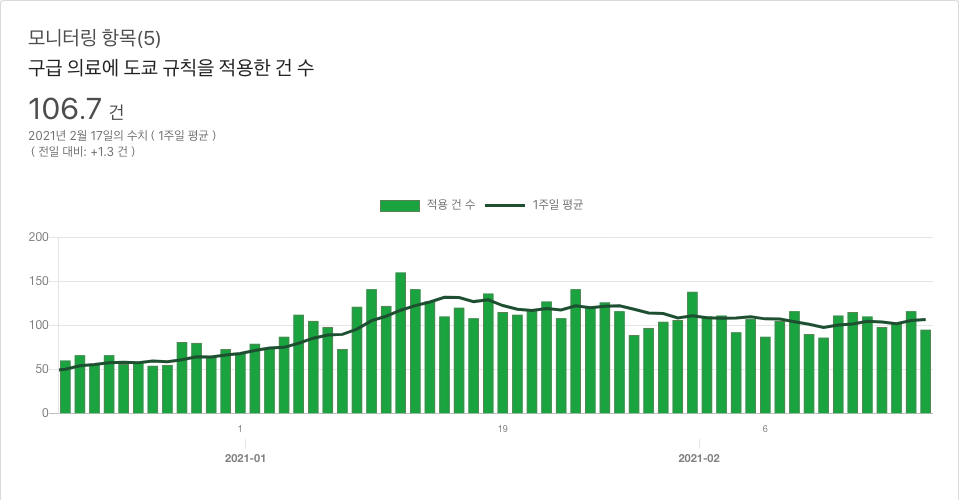 모니터링 항목(5)
구급 의료에 도쿄 규칙을 적용한 건 수
106.7 건
2021년 2월 17일의 수치 ( 1주일 평균 )
( 전일 대비: +1.3 건 )
적용 건 수 1주일 평균
200
150
100
50
0
1 19 6
2021-01 2021-02